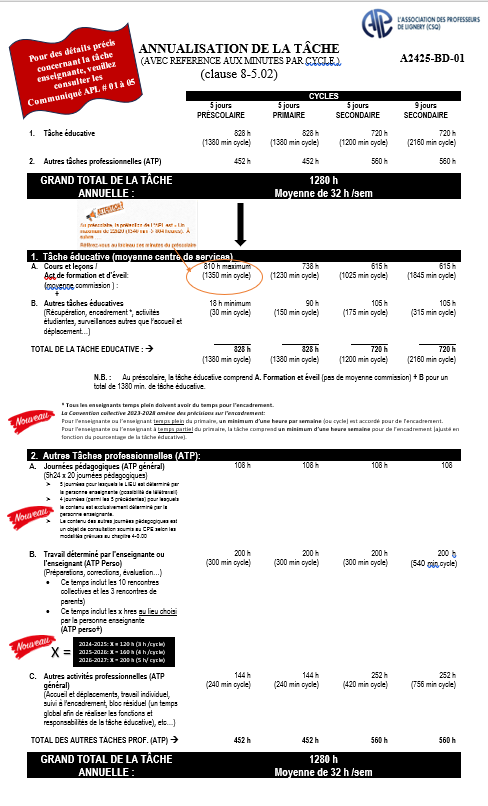 Pour des détails précis
concernant la tâche
enseignante, veuillez
consulter les
Communiqué APL # 01 à 05
ANNUALISATION DE LA TÂCHE
(AVEC REFERENCE AUX MINUTES PAR CYCLE )
(clause 8-5.02)
APL
L'ASSOCIATION DES PROFESSEURS
DE LIGNERY (CSQ)
A2425-BD-01
CYCLES
5 jours 5 jours 5 jours 9 jours
PRÉSCOLAIRE PRIMAIRE SECONDAIRE SECONDAIRE
1. Tâche éducative 828 h 828 h 720 h 720 h
(1380 min cycle) (1380 min cycle) (1200 min cycle) (2160 min cycle)
2. Autres tâches professionnelles (ATP) 452 h 452 h 560 h 560 h
GRAND TOTAL DE LA TÂCHE 1280 h
ANNUELLE : Moyenne de 32 h /sem
ATTENTION!
Au préscolaire, la
maximum de
1. Tâche éducative (moyenne centre de services)
A. Cours et leçons / 810 h maximum 738 h 615 h 615 h
Act de formation et d'éveil: (1350 min cycle) (1230 min cycle) (1025 min cycle) (1845 min cycle)
(moyenne commission ) :
+
B. Autres tâches éducatives 18 h minimum 90 h 105 h 105 h
(Récupération, encadrement *, activités (30 min cycle) (150 min cycle) (175 min cycle) (315 min cycle)
étudiantes, surveillances autres que l'accueil et
déplacement…)
TOTAL DE LA TACHE EDUCATIVE : → 828 h 828 h 720 h 720 h
(1380 min cycle) (1380 min cycle) (1200 min cycle) (2160 min cycle)
N.B. : Au préscolaire, la tâche éducative comprend A. Formation et éveil (pas de moyenne commission) + B pour un
total de 1380 min. de tâche éducative.
* Tous les enseignants temps plein doivent avoir du temps pour l'encadrement.
La Convention collective 2023-2028 amène des précisions sur l'encadrement:
Nouveau
Pour l'enseignante ou l'enseignant temps plein du primaire, un minimum d'une heure par semaine (ou cycle) est accordé pour de l'encadrement.
Pour l'enseignante ou l'enseignant à temps partiel du primaire, la tâche comprend un minimum d'une heure semaine pour de l'encadrement (ajusté en
fonction du pourcentage de la tâche éducative).
2. Autres Tâches professionnelles (ATP):
A. Journées pédagogiques (ATP général) 108 h 108 h 108 h 108
(5h24 x 20 journées pédagogiques)
➤ 5 journées pour lesquels le LIEU est déterminé par
la personne enseignante (possibilité de télétravail)
➤ 4 journées (parmi les 5 précédentes) pour lesquels
le contenu est exclusivement déterminé par la
personne enseignante.
Nouveau
➤ Le contenu des autres journées pédagogiques est
un objet de consultation soumis au CPE selon les
modalités prévues au chapitre 4-0.00
B. Travail déterminé par l'enseignante ou 200 h 200 h 200 h 200 h
l'enseignant (ATP Perso) (300 min cycle) (300 min cycle) (300 min cycle) (540 min cycle)
(Préparations, corrections, évaluation…)
• Ce temps inclut les 10 rencontres
collectives et les 3 rencontres de
parents)
• Ce temps inclus les x hres au lieu choisi
par la personne enseignante
(ATP perso+)
Nouveau
X =
2024-2025: X = 120 h (3 h /cycle)
2025-2026: X = 160 h (4 h /cycle)
2026-2027: X = 200 h (5 h/ cycle)
C. Autres activités professionnelles (ATP 144 h 144 h 252 h 252 h
général) (240 min cycle) (240 min cycle) (420 min cycle) (756 min cycle)
(Accueil et déplacements, travail individuel,
suivi à l'encadrement, bloc résiduel (un temps
global afin de réaliser les fonctions et
responsabilités de la tâche éducative), etc…)
TOTAL DES AUTRES TACHES PROF. (ATP) → 452 h 452 h 560 h 560 h
GRAND TOTAL DE LA TÂCHE 1280 h
ANNUELLE : Moyenne de 32 h /sem